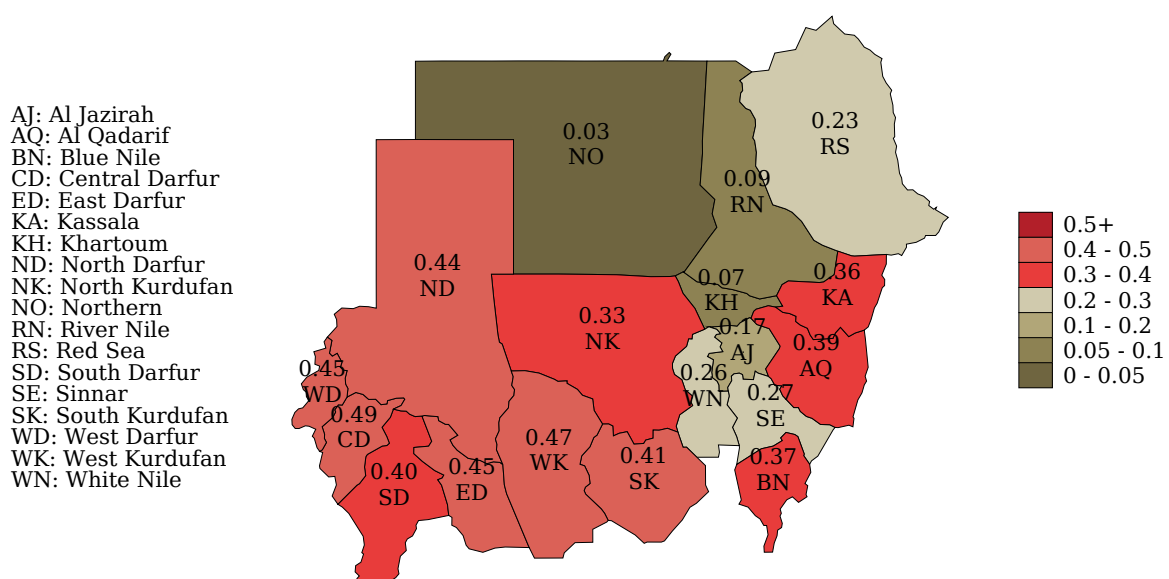 AJ: Al Jazirah
AQ: Al Qadarif
BN: Blue Nile
CD: Central Darfur
ED: East Darfur
KA: Kassala
KH: Khartoum
ND: North Darfur
NK: North Kurdufan
NO: Northern
RN: River Nile
RS: Red Sea
SD: South Darfur
SE: Sinnar
SK: South Kurdufan
WD: West Darfur
WK: West Kurdufan
WN: White Nile
0.03
NO
0.23
RS
0.09
RN
0.44
ND
0.07
KH
0.36
KA
0.33
NK
0.17
AJ
0.39
AQ
0.45
WD
0.26
WN
0.27
SE
0.49
CD
0.47
WK
0.41
SK
0.40
SD
0.45
ED
0.37
BN
0.5+
0.4 - 0.5
0.3 - 0.4
0.2 - 0.3
0.1 - 0.2
0.05 - 0.1
0 - 0.05